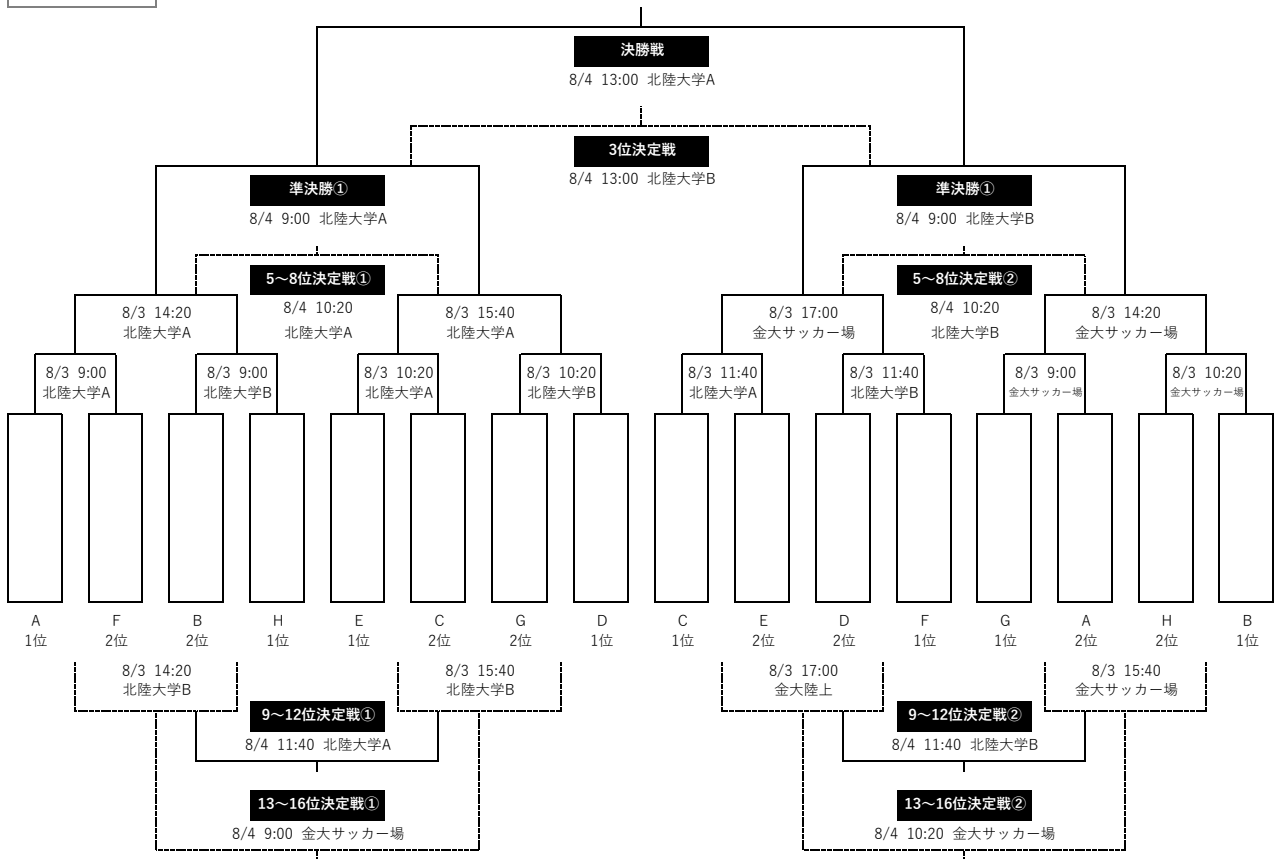 決勝戦
8/4 13:00 北陸大学A
3位決定戦
8/4 13:00 北陸大学B
準決勝①
8/4 9:00 北陸大学A
準決勝①
8/4 9:00 北陸大学B
5～8位決定戦①
8/4 10:20
北陸大学A
5～8位決定戦②
8/4 10:20
北陸大学B
8/3 14:20
北陸大学A
8/3 15:40
北陸大学A
8/3 17:00
金大サッカー場
8/3 14:20
金大サッカー場
8/3 9:00
北陸大学A
8/3 9:00
北陸大学B
8/3 10:20
北陸大学A
8/3 10:20
北陸大学B
8/3 11:40
北陸大学A
8/3 11:40
北陸大学B
8/3 9:00
金大サッカー場
8/3 10:20
金大サッカー場
A
1位
F
2位
B
2位
H
1位
E
1位
C
2位
G
2位
D
1位
C
1位
E
2位
D
2位
F
1位
G
1位
A
2位
H
2位
B
1位
8/3 14:20
北陸大学B
8/3 15:40
北陸大学B
8/3 17:00
金大陸上
8/3 15:40
金大サッカー場
9～12位決定戦①
8/4 11:40 北陸大学A
9～12位決定戦②
8/4 11:40 北陸大学B
13～16位決定戦①
8/4 9:00 金大サッカー場
13～16位決定戦②
8/4 10:20 金大サッカー場